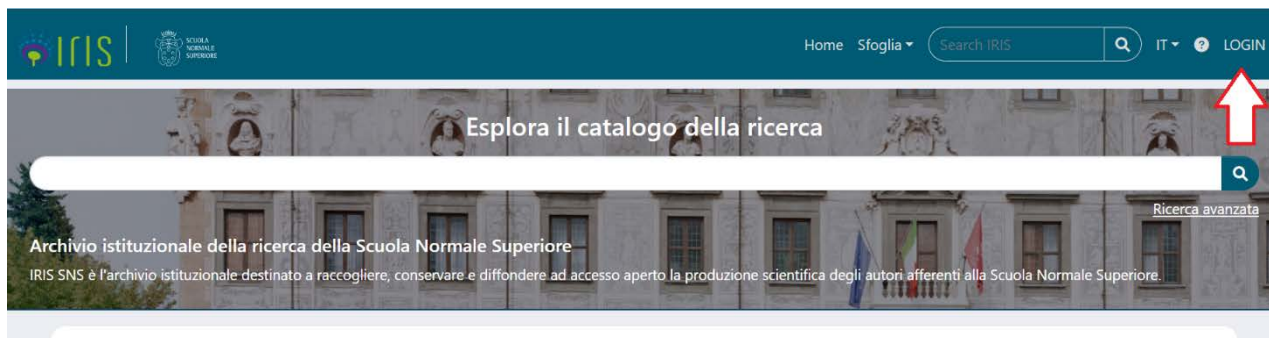 IRIS
SCUOLA
NORMALE
SUPERIORE
Home Sfoglia Search IRIS IT ? LOGIN
Esplora il catalogo della ricerca
Ricerca avanzata
Archivio istituzionale della ricerca della Scuola Normale Superiore
IRIS SNS è l'archivio istituzionale destinato a raccogliere, conservare e diffondere ad accesso aperto la produzione scientifica degli autori afferenti alla Scuola Normale Superiore.